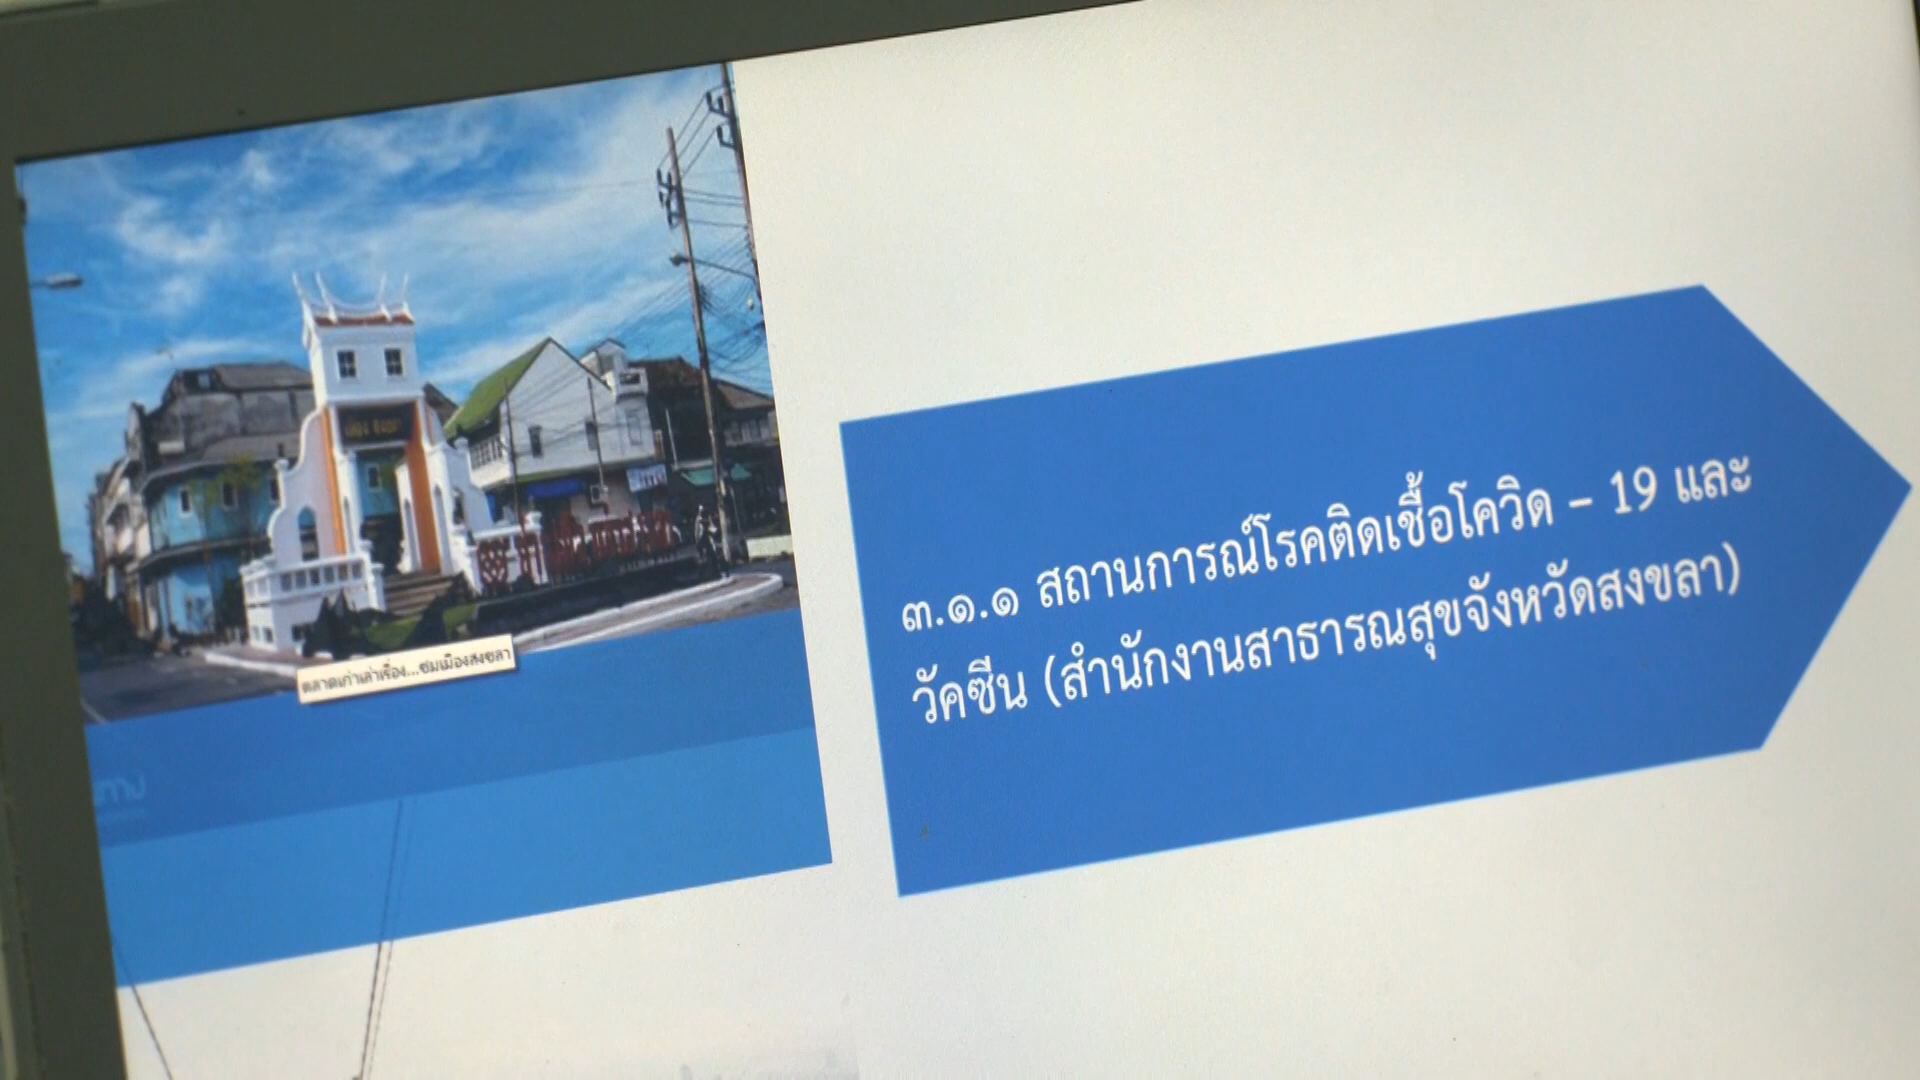 ตลาดเก่าเล่าเรื่อง...ชมเมืองสงขลา
๓.๑.๑ สถานการณ์โรคติดเชื้อโควิด – 19 และ
วัคซีน (สำนักงานสาธารณสุขจังหวัดสงขลา)